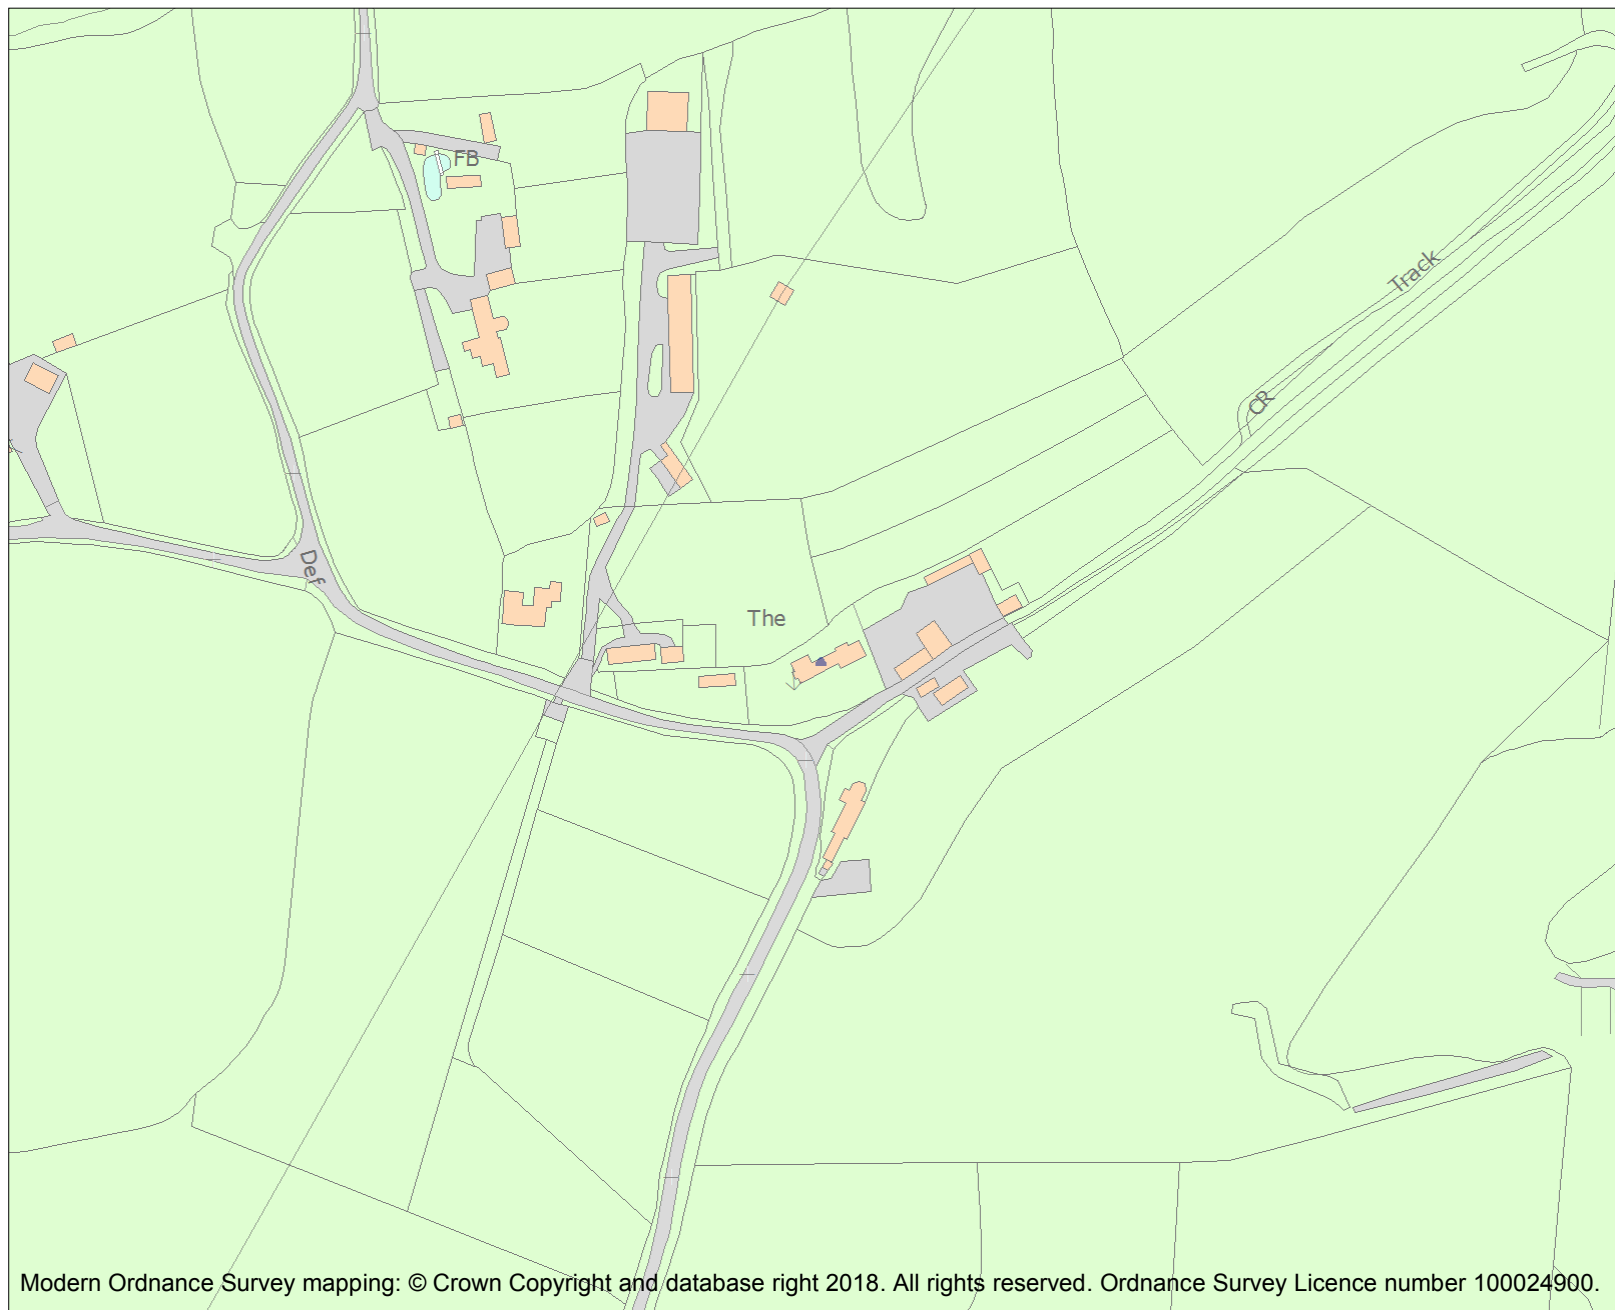 FB
Track
CR
Def
The
Modern Ordnance Survey mapping: © Crown Copyright and database right 2018. All rights reserved. Ordnance Survey Licence number 100024900.